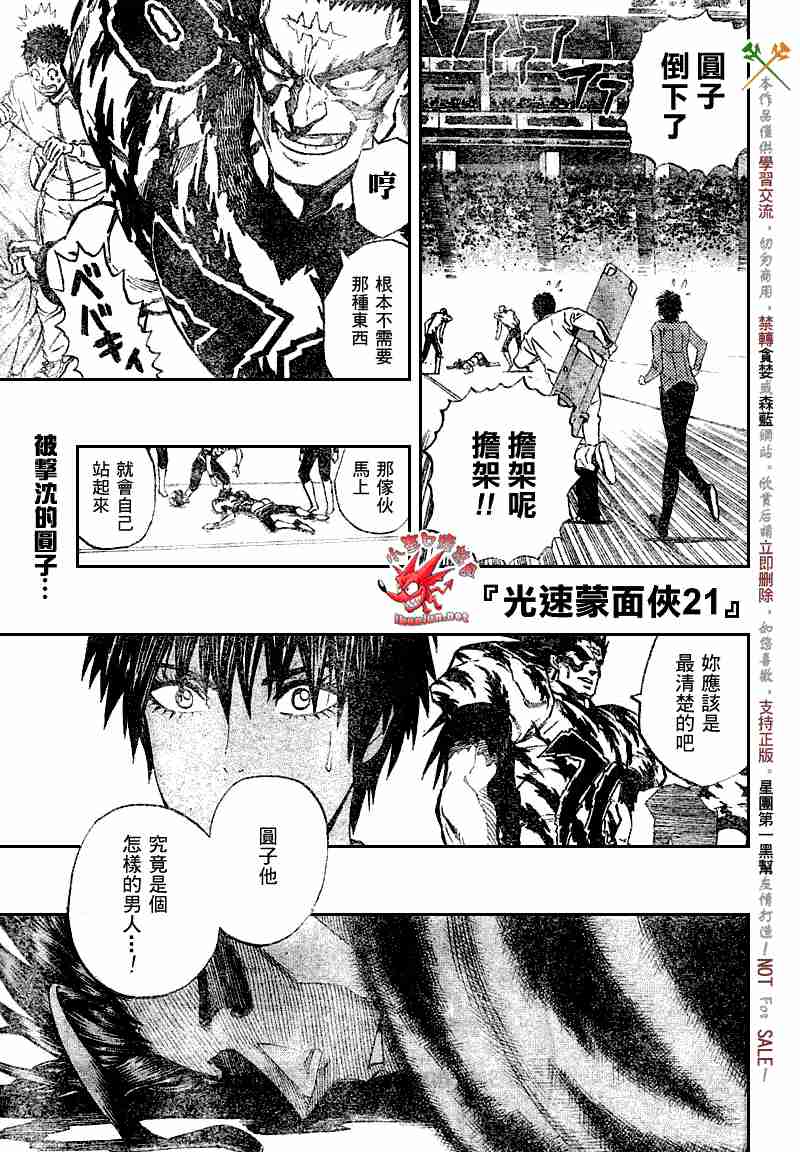 圓子
倒下了
擔架呢
擔架!!
哼
根本不需要
那種東西
ベベキィ
那傢伙
馬上
就會自己
站起來
被擊沈的圓子…
『光速蒙面俠21』
妳應該是
最清楚的吧
圓子他
究竟是個
怎樣的男人…!
本作品僅供學習交流，切勿商用，禁轉貪婪或森藍網站。欣賞后請立即刪除，如您喜歡，支持正版。星團第一黑幫友情打造！NOT For SALE！